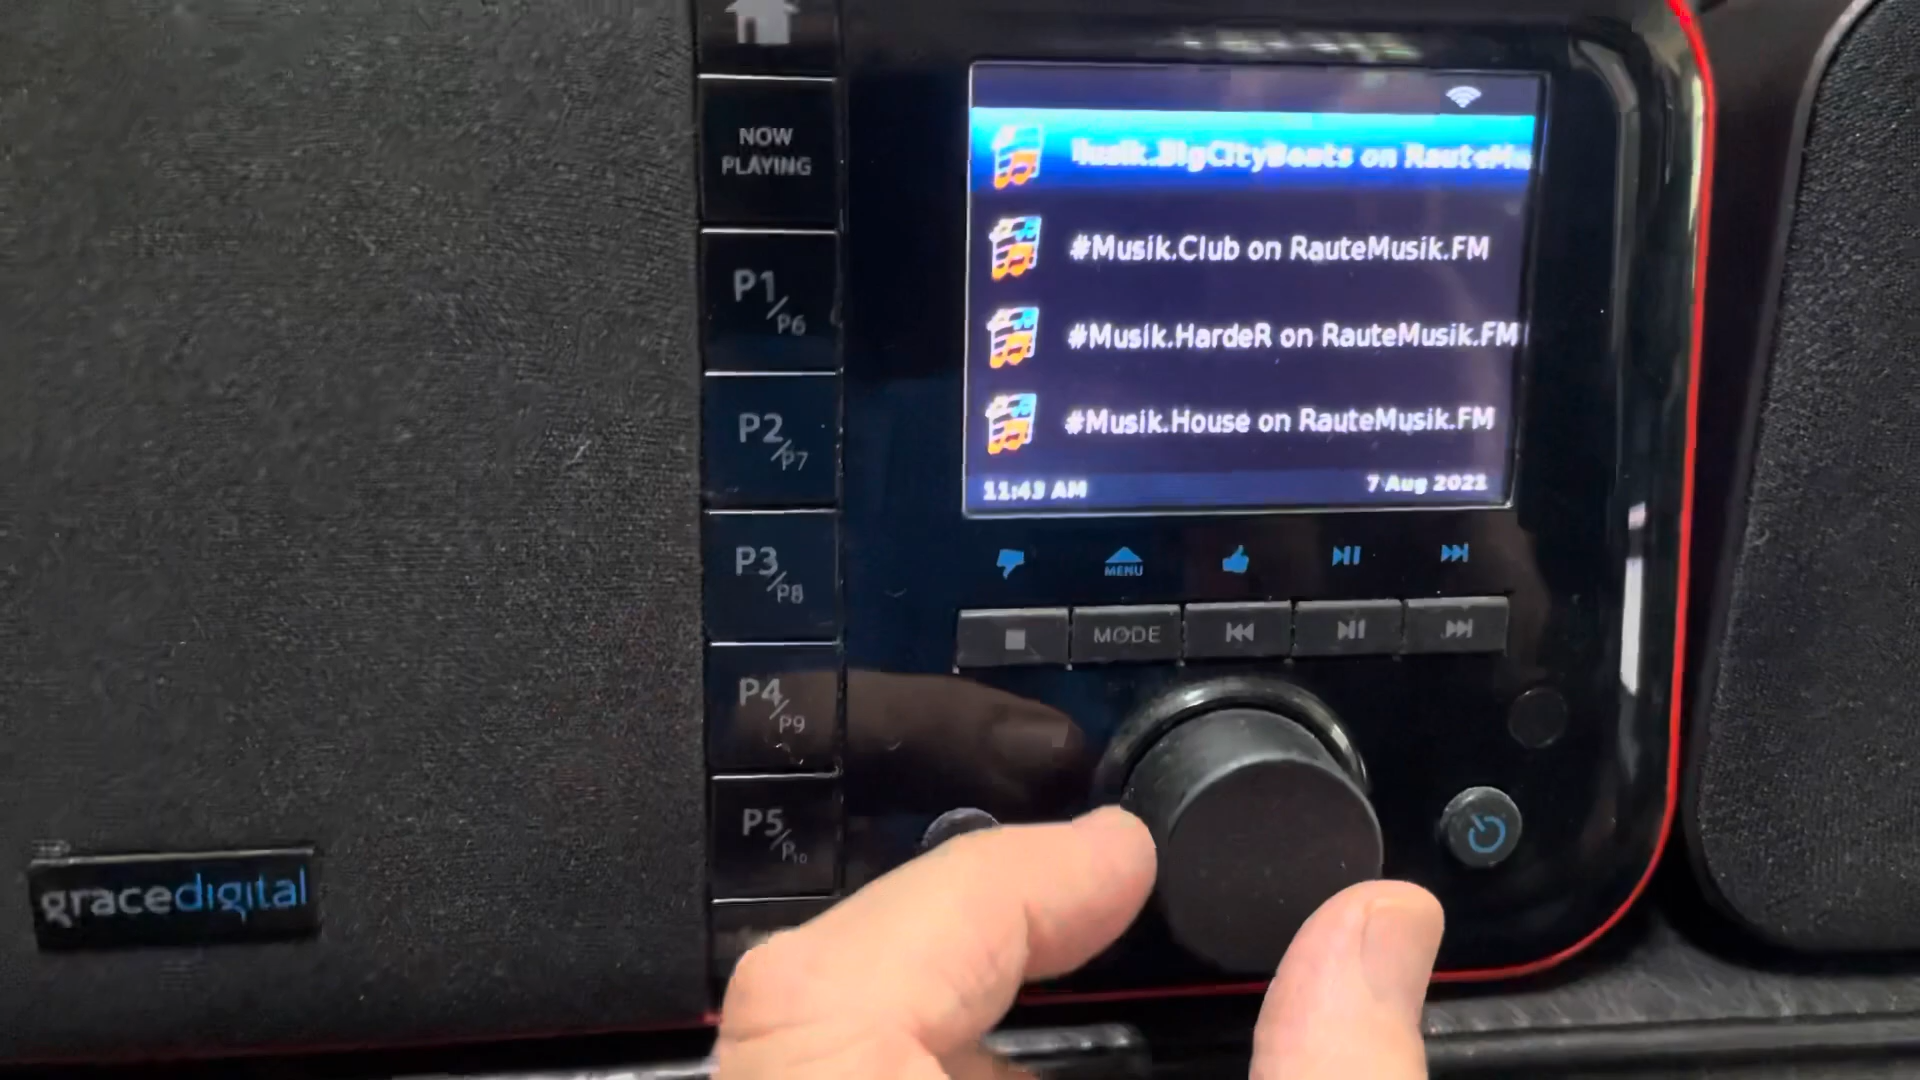 NOW
PLAYING
P1/P6
P2/P7
P3/P8
P4/P9
P5/P10
usik.BigCityBeats on RauteMu
#Musik.Club on RauteMusik.FM
#Musik.HardeR on RauteMusik.FM
#Musik.House on RauteMusik.FM
11:43 AM 7 Aug 2021
MENU
MODE
gracedigital